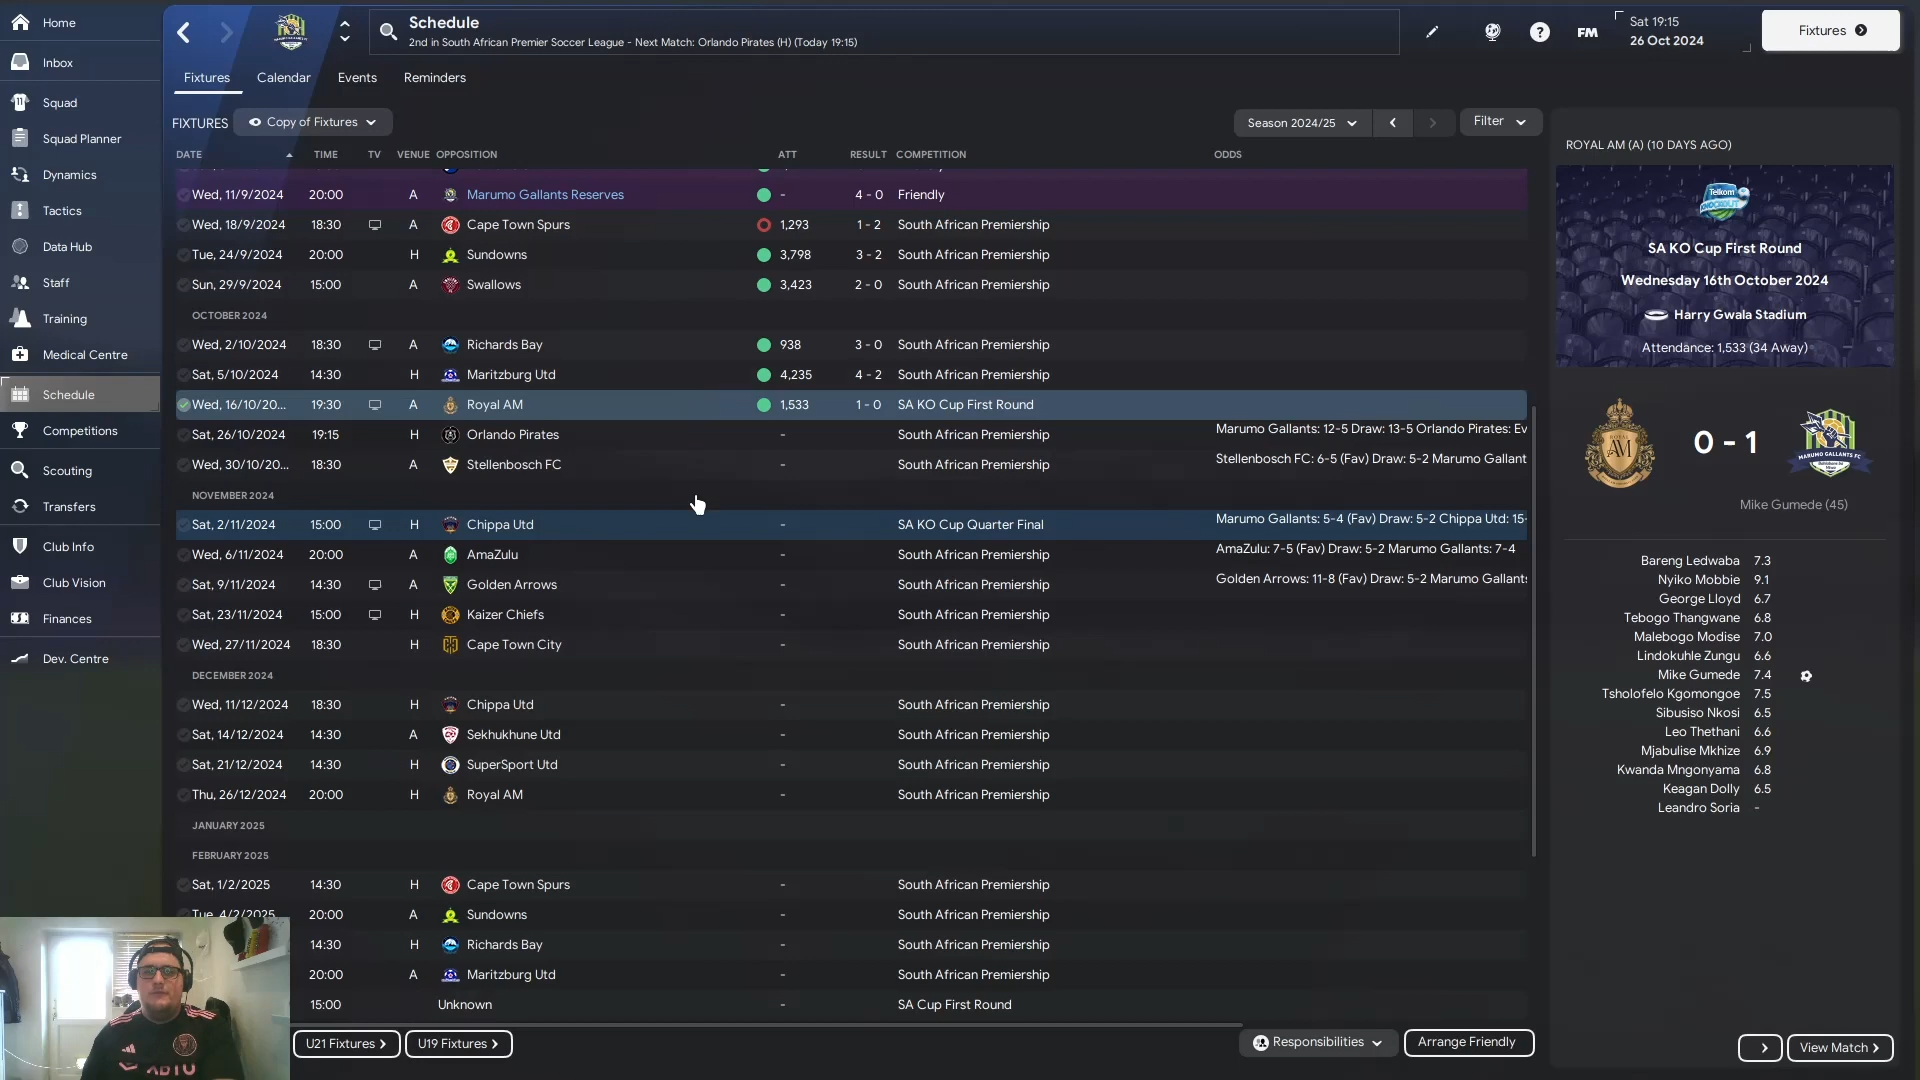 Home
Inbox
Squad
Squad Planner
Dynamics
Tactics
Data Hub
Staff
Training
Medical Centre
Schedule
Competitions
Scouting
Transfers
Club Info
Club Vision
Finances
Dev. Centre
Schedule
2nd in South African Premier Soccer League - Next Match: Orlando Pirates (H) (Today 19:15)
FM
Sat 19:15
26 Oct 2024
Fixtures
Fixtures Calendar Events Reminders
FIXTURES Copy of Fixtures Season 2024/25 Filter
DATE TIME TV VENUE OPPOSITION ATT RESULT COMPETITION ODDS
Wed, 11/9/2024 20:00 A Marumo Gallants Reserves - 4 - 0 Friendly
Wed, 18/9/2024 18:30 A Cape Town Spurs 1,293 1 - 2 South African Premiership
Tue, 24/9/2024 20:00 H Sundowns 3,798 3 - 2 South African Premiership
Sun, 29/9/2024 15:00 A Swallows 3,423 2 - 0 South African Premiership
OCTOBER 2024
Wed, 2/10/2024 18:30 A Richards Bay 938 3 - 0 South African Premiership
Sat, 5/10/2024 14:30 H Maritzburg Utd 4,235 4 - 2 South African Premiership
Wed, 16/10/20... 19:30 A Royal AM 1,533 1 - 0 SA KO Cup First Round
Sat, 26/10/2024 19:15 H Orlando Pirates - South African Premiership Marumo Gallants: 12-5 Draw: 13-5 Orlando Pirates: Ev
Wed, 30/10/20... 18:30 A Stellenbosch FC - South African Premiership Stellenbosch FC: 6-5 (Fav) Draw: 5-2 Marumo Gallant
NOVEMBER 2024
Sat, 2/11/2024 15:00 H Chippa Utd - SA KO Cup Quarter Final Marumo Gallants: 5-4 (Fav) Draw: 5-2 Chippa Utd: 15-
Wed, 6/11/2024 20:00 A AmaZulu - South African Premiership AmaZulu: 7-5 (Fav) Draw: 5-2 Marumo Gallants: 7-4
Sat, 9/11/2024 14:30 A Golden Arrows - South African Premiership Golden Arrows: 11-8 (Fav) Draw: 5-2 Marumo Gallants
Sat, 23/11/2024 15:00 H Kaizer Chiefs - South African Premiership
Wed, 27/11/2024 18:30 H Cape Town City - South African Premiership
DECEMBER 2024
Wed, 11/12/2024 18:30 H Chippa Utd - South African Premiership
Sat, 14/12/2024 14:30 A Sekhukhune Utd - South African Premiership
Sat, 21/12/2024 14:30 H SuperSport Utd - South African Premiership
Thu, 26/12/2024 20:00 H Royal AM - South African Premiership
JANUARY 2025
FEBRUARY 2025
Sat, 1/2/2025 14:30 H Cape Town Spurs - South African Premiership
Tue, 4/2/2025 20:00 A Sundowns - South African Premiership
14:30 H Richards Bay - South African Premiership
20:00 A Maritzburg Utd - South African Premiership
15:00 Unknown - SA Cup First Round
U21 Fixtures U19 Fixtures Responsibilities Arrange Friendly
ROYAL AM (A) (10 DAYS AGO)
Telkom
KNOCKOUT
SA KO Cup First Round
Wednesday 16th October 2024
Harry Gwala Stadium
Attendance: 1,533 (34 Away)
0 - 1
MARUMO GALLANTS FC
Mike Gumede (45)
Bareng Ledwaba 7.3
Nyiko Mobbie 9.1
George Lloyd 6.7
Tebogo Thangwane 6.8
Malebogo Modise 7.0
Lindokuhle Zungu 6.6
Mike Gumede 7.4
Tsholofelo Kgomongoe 7.5
Sibusiso Nkosi 6.5
Leo Thethani 6.6
Mjabulise Mkhize 6.9
Kwanda Mngonyama 6.8
Keagan Dolly 6.5
Leandro Soria -
View Match